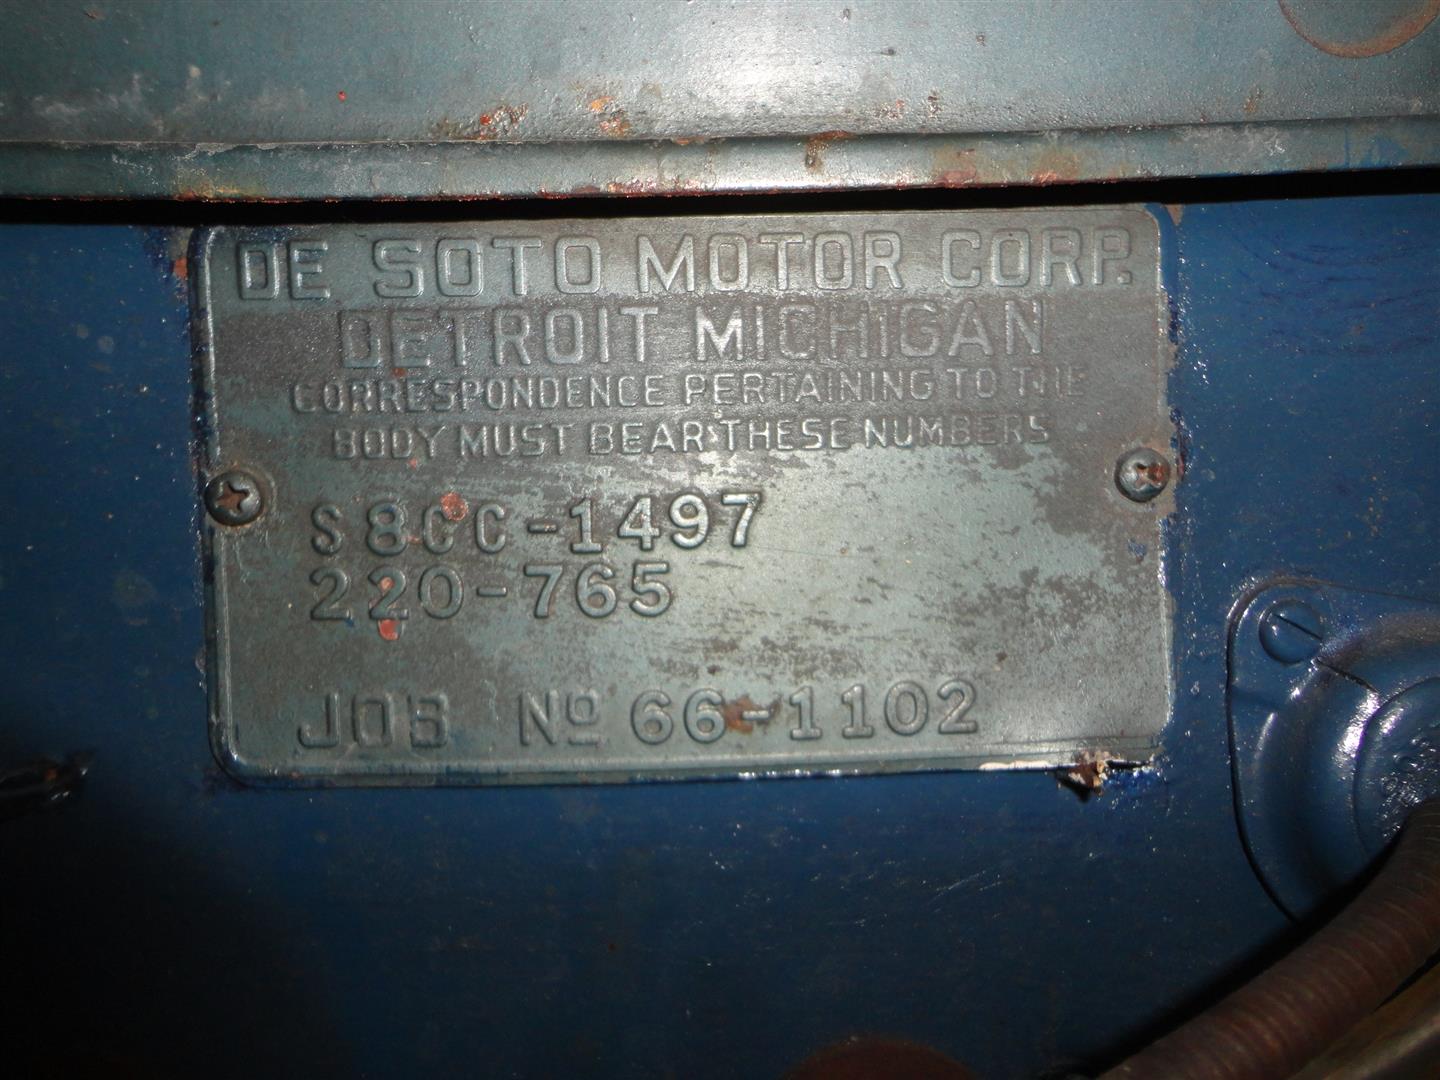 DE SOTO MOTOR CORP.
DETROIT MICHIGAN
CORRESPONDENCE PERTAINING TO THE
BODY MUST BEAR THESE NUMBERS
S8CC-1497
220-765
JOB Nº 66-1102